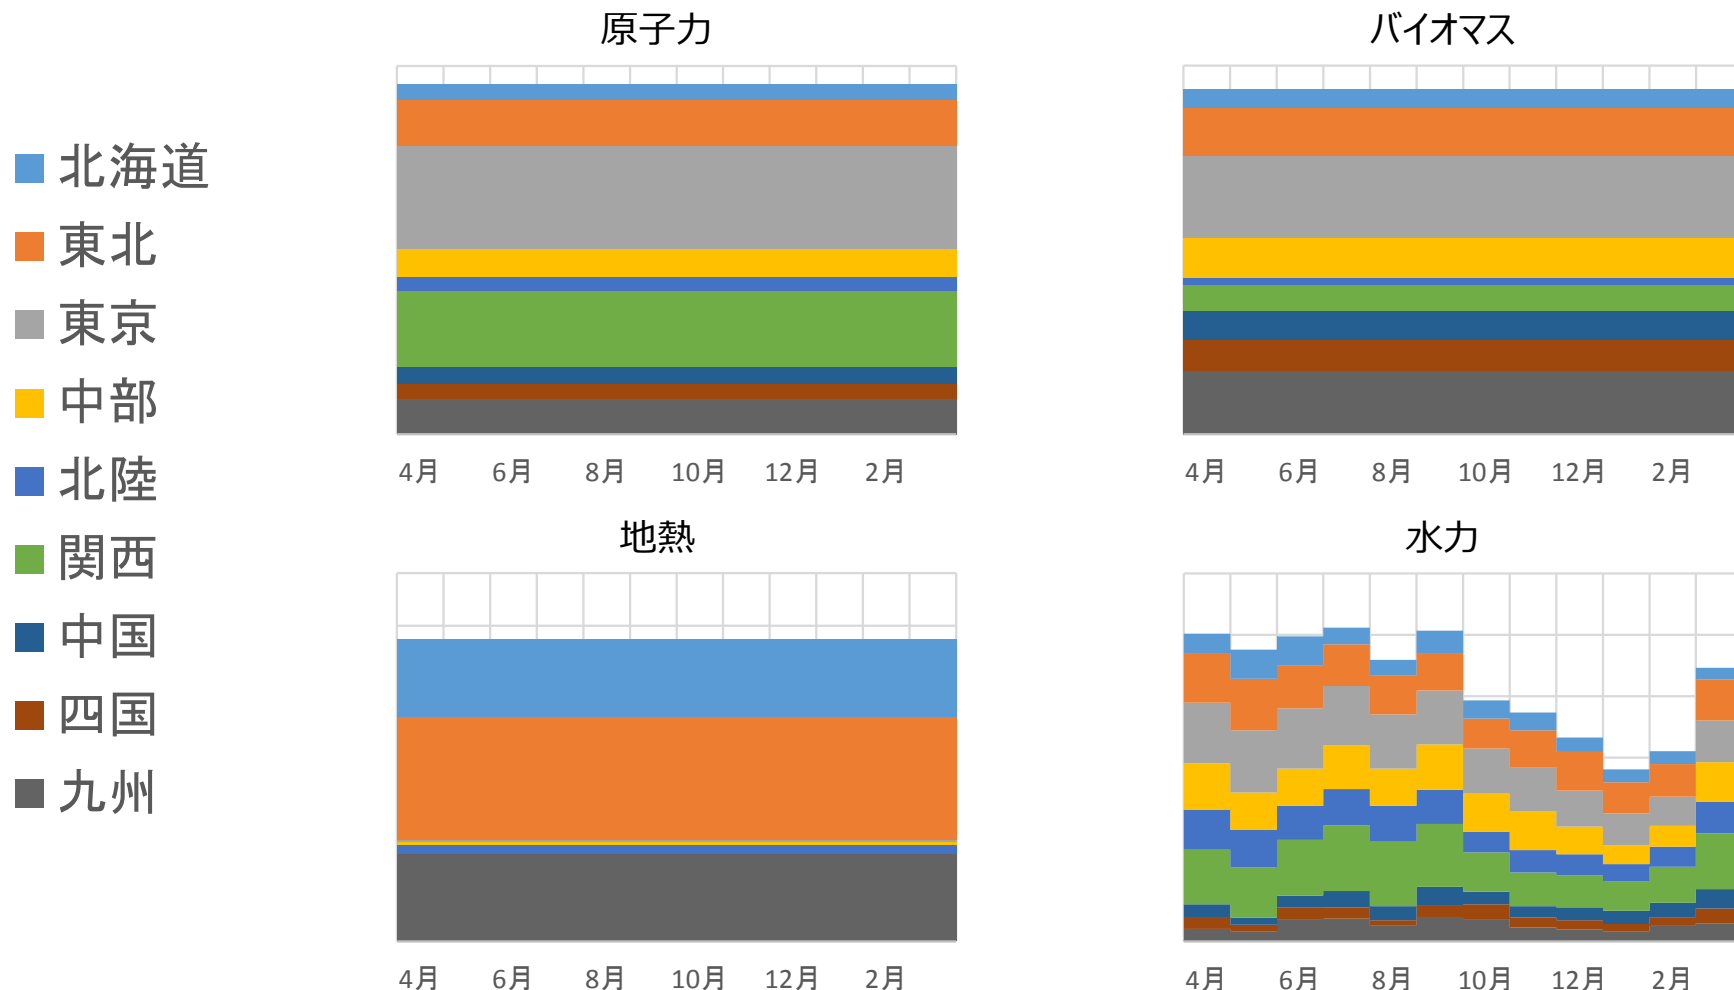 原子力
バイオマス
北海道
東北
東京
中部
北陸
関西
中国
四国
九州
4月 6月 8月 10月 12月 2月
4月 6月 8月 10月 12月 2月
地熱
水力
4月 6月 8月 10月 12月 2月
4月 6月 8月 10月 12月 2月